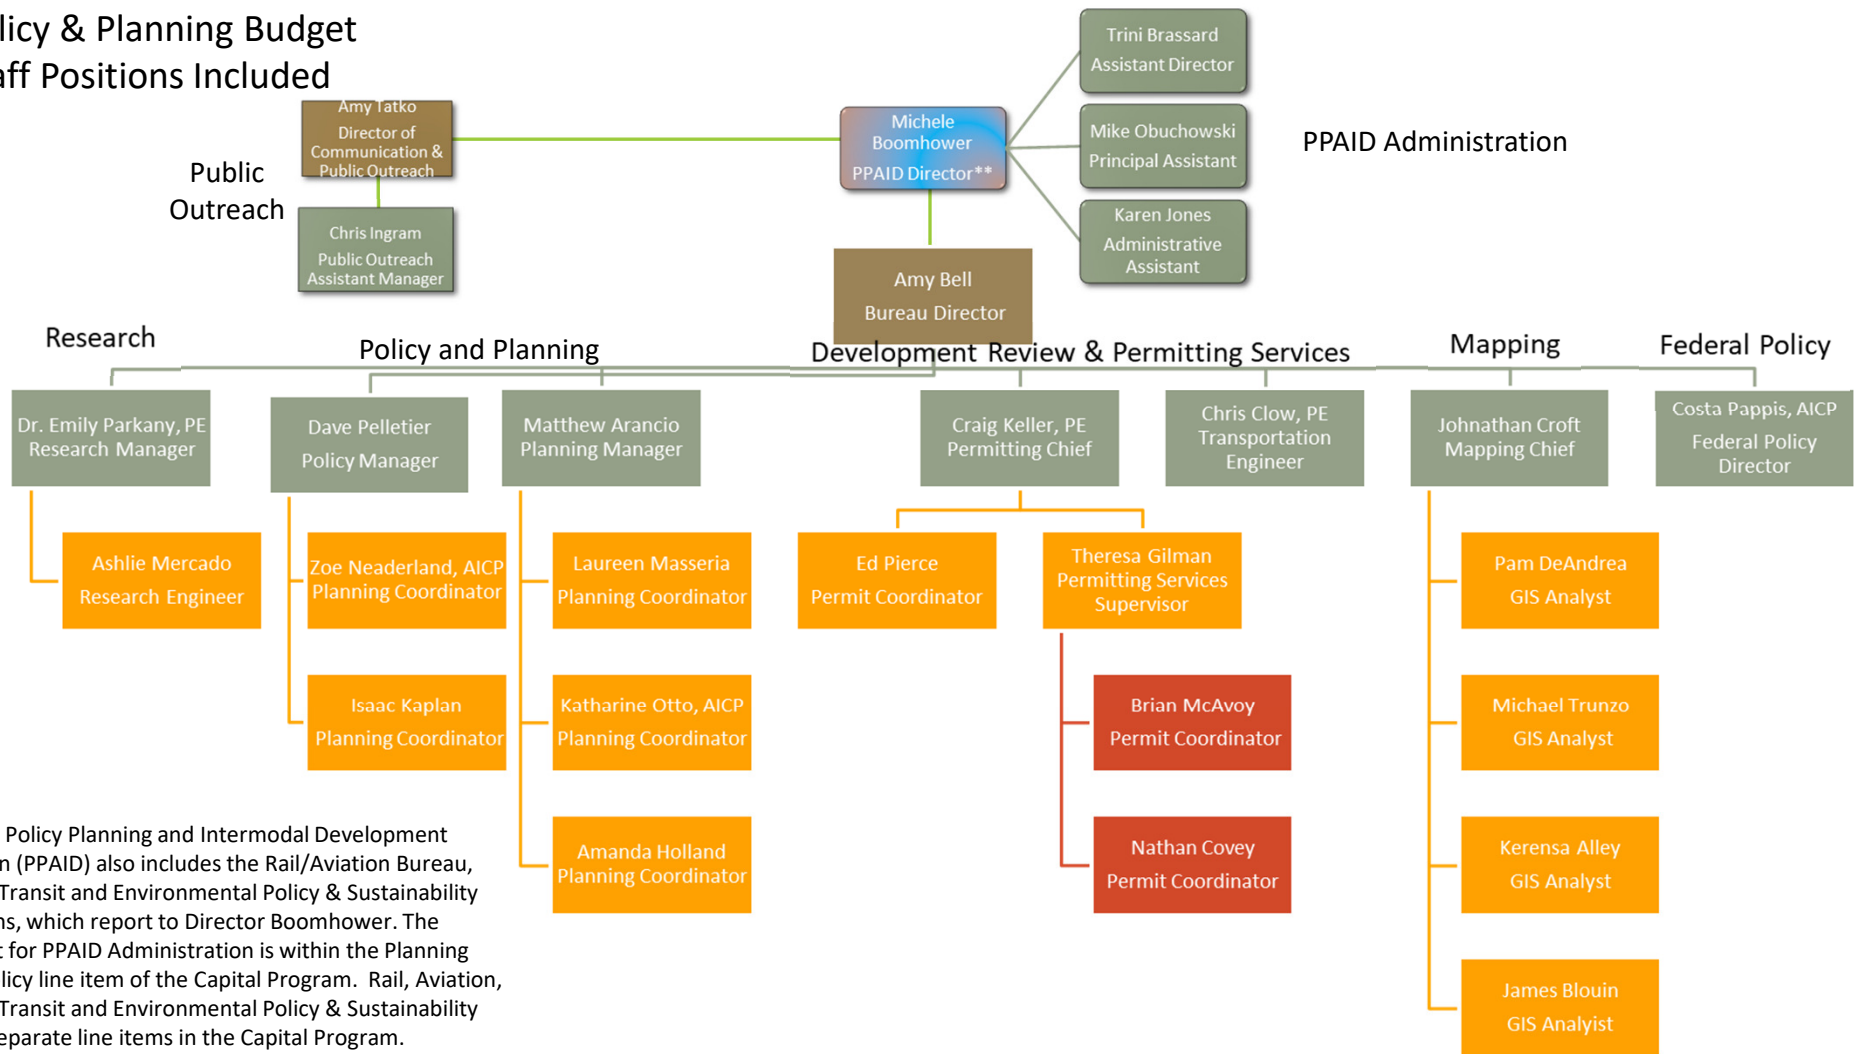 licy & Planning Budget
aff Positions Included
Amy Tatko
Director of
Communication &
Public Outreach
Public
Outreach
Chris Ingram
Public Outreach
Assistant Manager
Michele
Boomhower
PPAID Director**
Trini Brassard
Assistant Director
Mike Obuchowski
Principal Assistant
Karen Jones
Administrative
Assistant
PPAID Administration
Amy Bell
Bureau Director
Research
Policy and Planning
Development Review & Permitting Services
Mapping
Federal Policy
Dr. Emily Parkany, PE
Research Manager
Dave Pelletier
Policy Manager
Matthew Arancio
Planning Manager
Craig Keller, PE
Permitting Chief
Chris Clow, PE
Transportation
Engineer
Johnathan Croft
Mapping Chief
Costa Pappis, AICP
Federal Policy
Director
Ashlie Mercado
Research Engineer
Zoe Neaderland, AICP
Planning Coordinator
Laureen Masseria
Planning Coordinator
Ed Pierce
Permit Coordinator
Theresa Gilman
Permitting Services
Supervisor
Pam DeAndrea
GIS Analyst
Isaac Kaplan
Planning Coordinator
Katharine Otto, AICP
Planning Coordinator
Brian McAvoy
Permit Coordinator
Michael Trunzo
GIS Analyst
Amanda Holland
Planning Coordinator
Nathan Covey
Permit Coordinator
Kerensa Alley
GIS Analyst
James Blouin
GIS Analyist
Policy Planning and Intermodal Development
n (PPAID) also includes the Rail/Aviation Bureau,
Transit and Environmental Policy & Sustainability
ns, which report to Director Boomhower. The
t for PPAID Administration is within the Planning
licy line item of the Capital Program. Rail, Aviation,
Transit and Environmental Policy & Sustainability
eparate line items in the Capital Program.